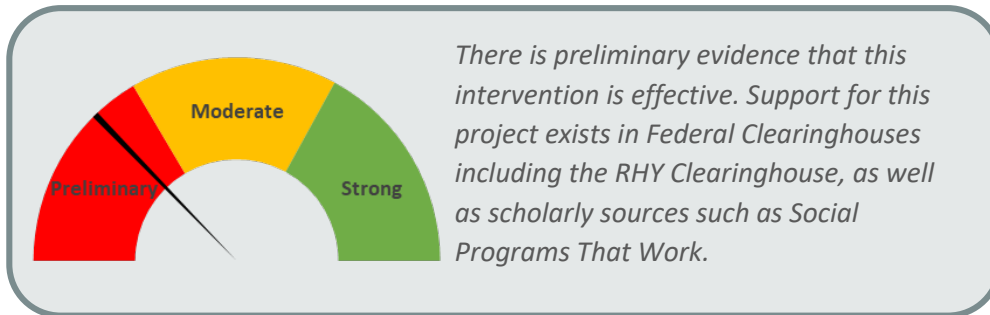 Moderate
Preliminary
Strong
There is preliminary evidence that this
intervention is effective. Support for this
project exists in Federal Clearinghouses
including the RHY Clearinghouse, as well
as scholarly sources such as Social
Programs That Work.